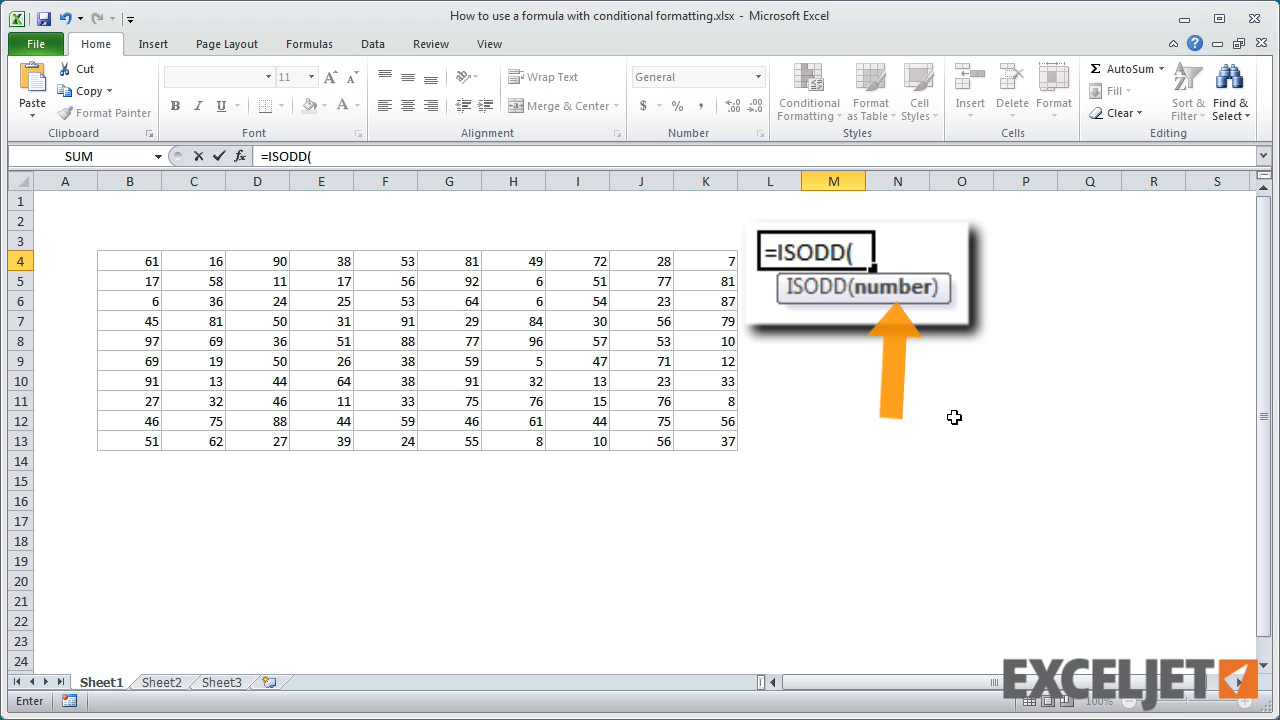 How to use a formula with conditional formatting.xlsx - Microsoft Excel
File Home Insert Page Layout Formulas Data Review View
Paste Cut Copy Format Painter Clipboard
11 B I U A A A Font
Wrap Text Merge & Center Alignment
General $ % , Number
Conditional Formatting Format as Table Cell Styles Styles
Insert Delete Format Cells
Σ AutoSum Fill Clear Sort & Filter Find & Select Editing
SUM fx =ISODD(
A B C D E F G H I J K L M N O P Q R S
1
2
3
4 61 16 90 38 53 81 49 72 28 7
5 17 58 11 17 56 92 6 51 77 81
6 6 36 24 25 53 64 6 54 23 87
7 45 81 50 31 91 29 84 30 56 79
8 97 69 36 51 88 77 96 57 53 10
9 69 19 50 26 38 59 5 47 71 12
10 91 13 44 64 38 91 32 13 23 33
11 27 32 46 11 33 75 76 15 76 8
12 46 75 88 44 59 46 61 44 75 56
13 51 62 27 39 24 55 8 10 56 37
14
15
16
17
18
19
20
21
22
23
24
=ISODD(
ISODD(number)
Sheet1 Sheet2 Sheet3
EXCELJET
Enter 100%